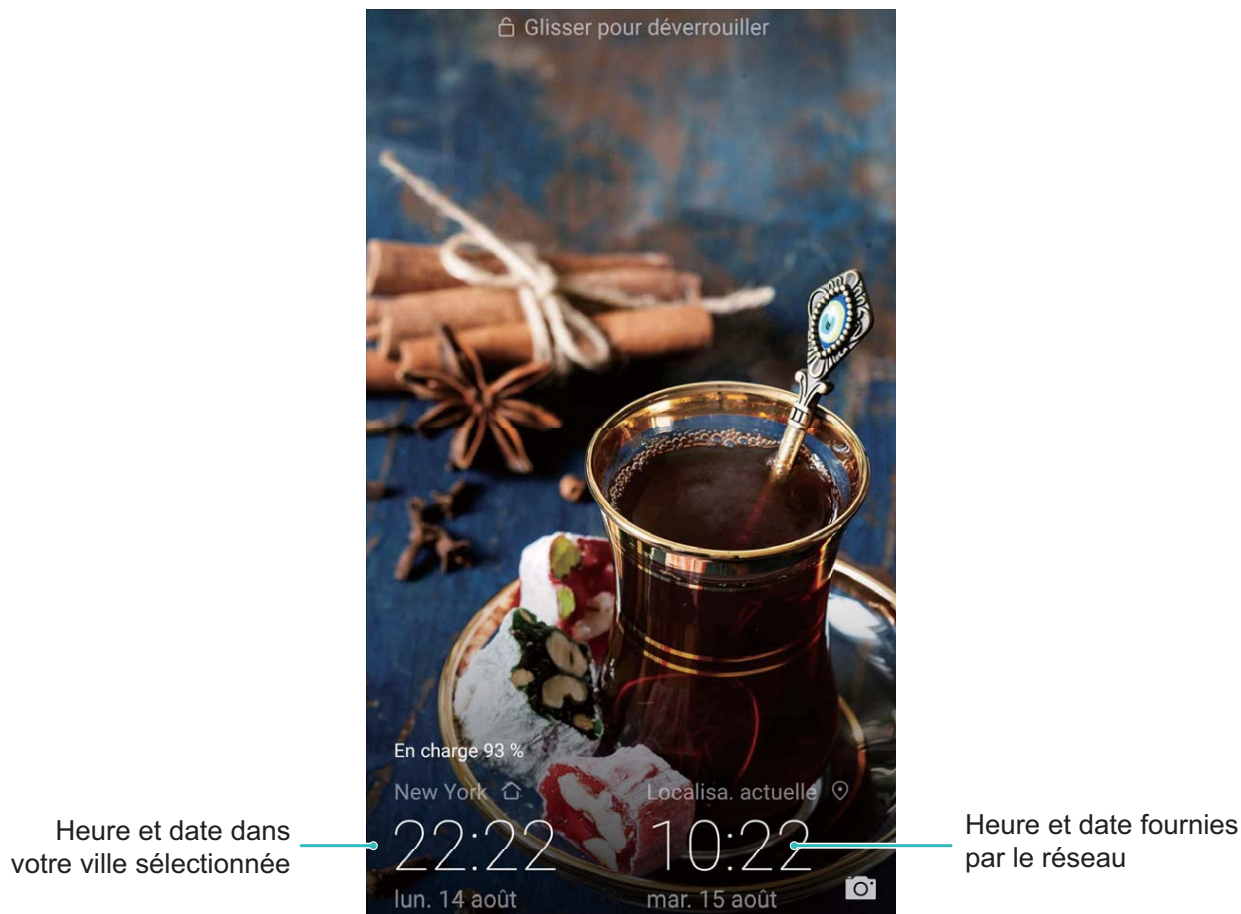 Glisser pour déverrouiller
En charge 93 %
New York
Localisa. actuelle
22:22
10:22
lun. 14 août
mar. 15 août
Heure et date dans
votre ville sélectionnée
Heure et date fournies
par le réseau